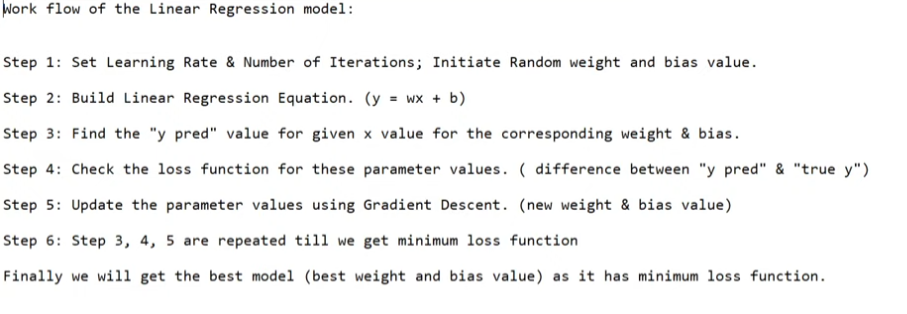 Work flow of the Linear Regression model:
Step 1: Set Learning Rate & Number of Iterations; Initiate Random weight and bias value.
Step 2: Build Linear Regression Equation. (y = wx + b)
Step 3: Find the "y pred" value for given x value for the corresponding weight & bias.
Step 4: Check the loss function for these parameter values. ( difference between "y pred" & "true y")
Step 5: Update the parameter values using Gradient Descent. (new weight & bias value)
Step 6: Step 3, 4, 5 are repeated till we get minimum loss function
Finally we will get the best model (best weight and bias value) as it has minimum loss function.